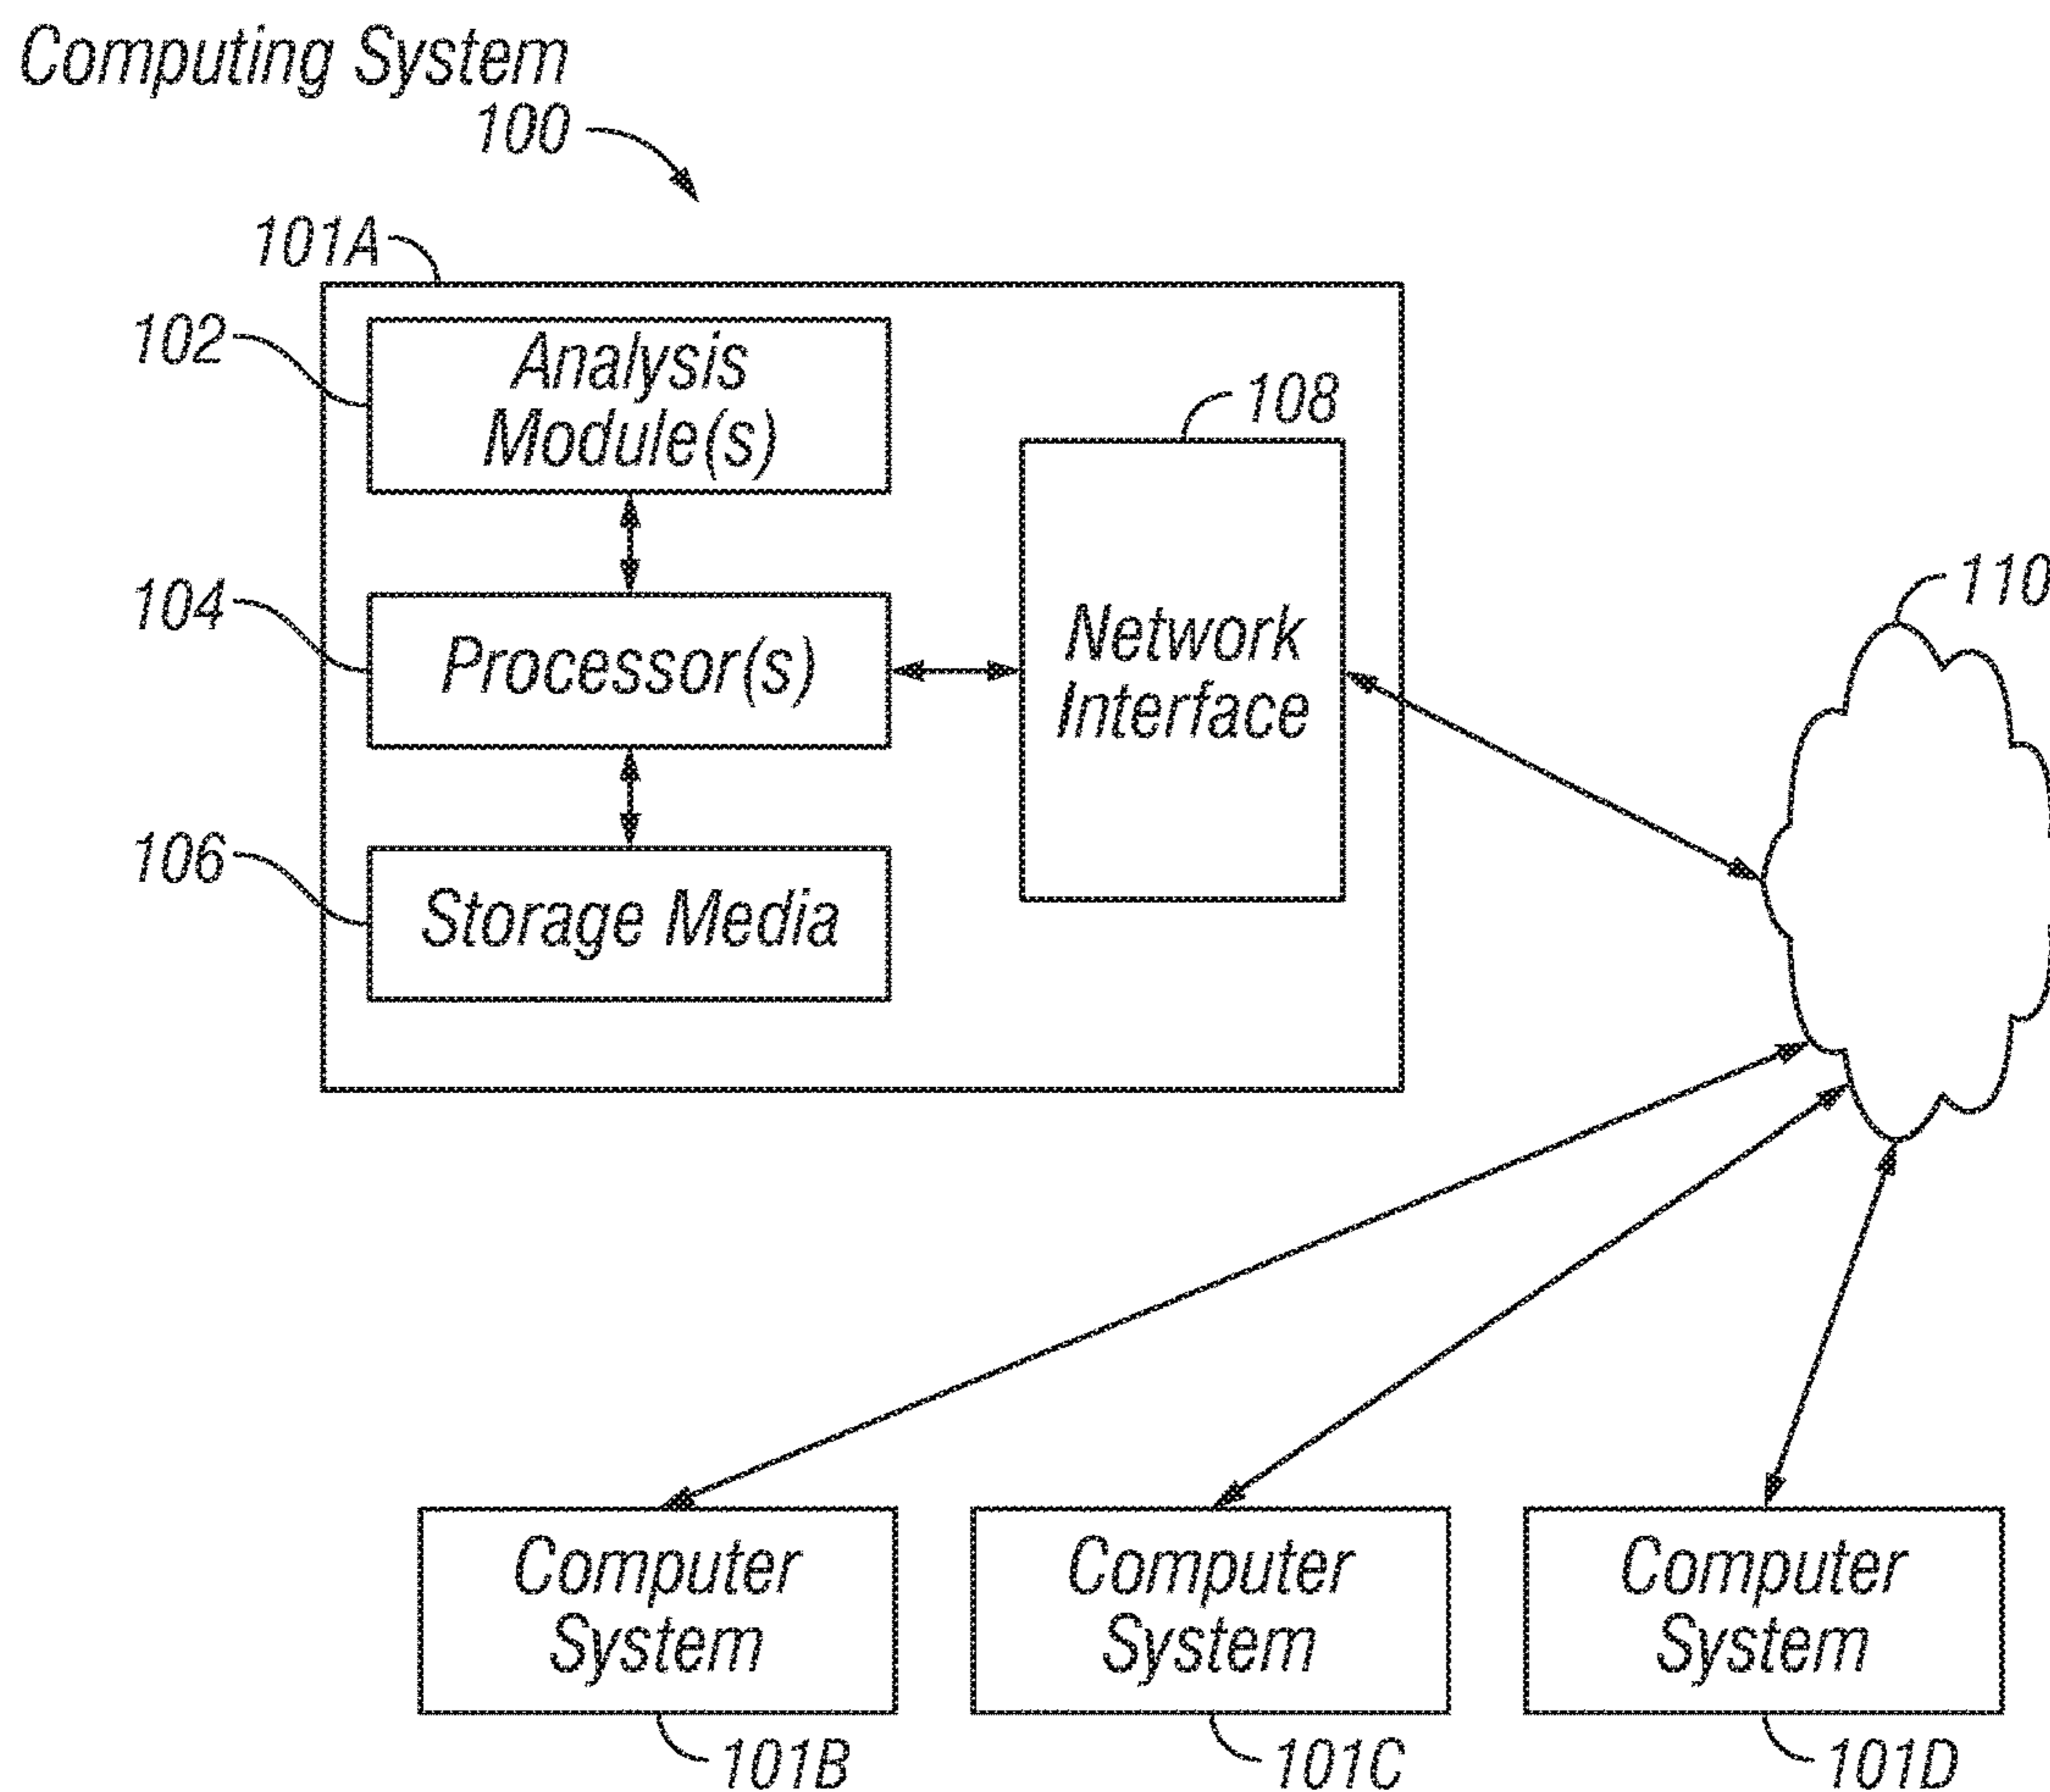 Computing System
100
101A
102
Analysis
Module(s)
108
104
Processor(s)
Network
Interface
110
106
Storage Media
Computer
System
Computer
System
Computer
System
101B
101C
101D